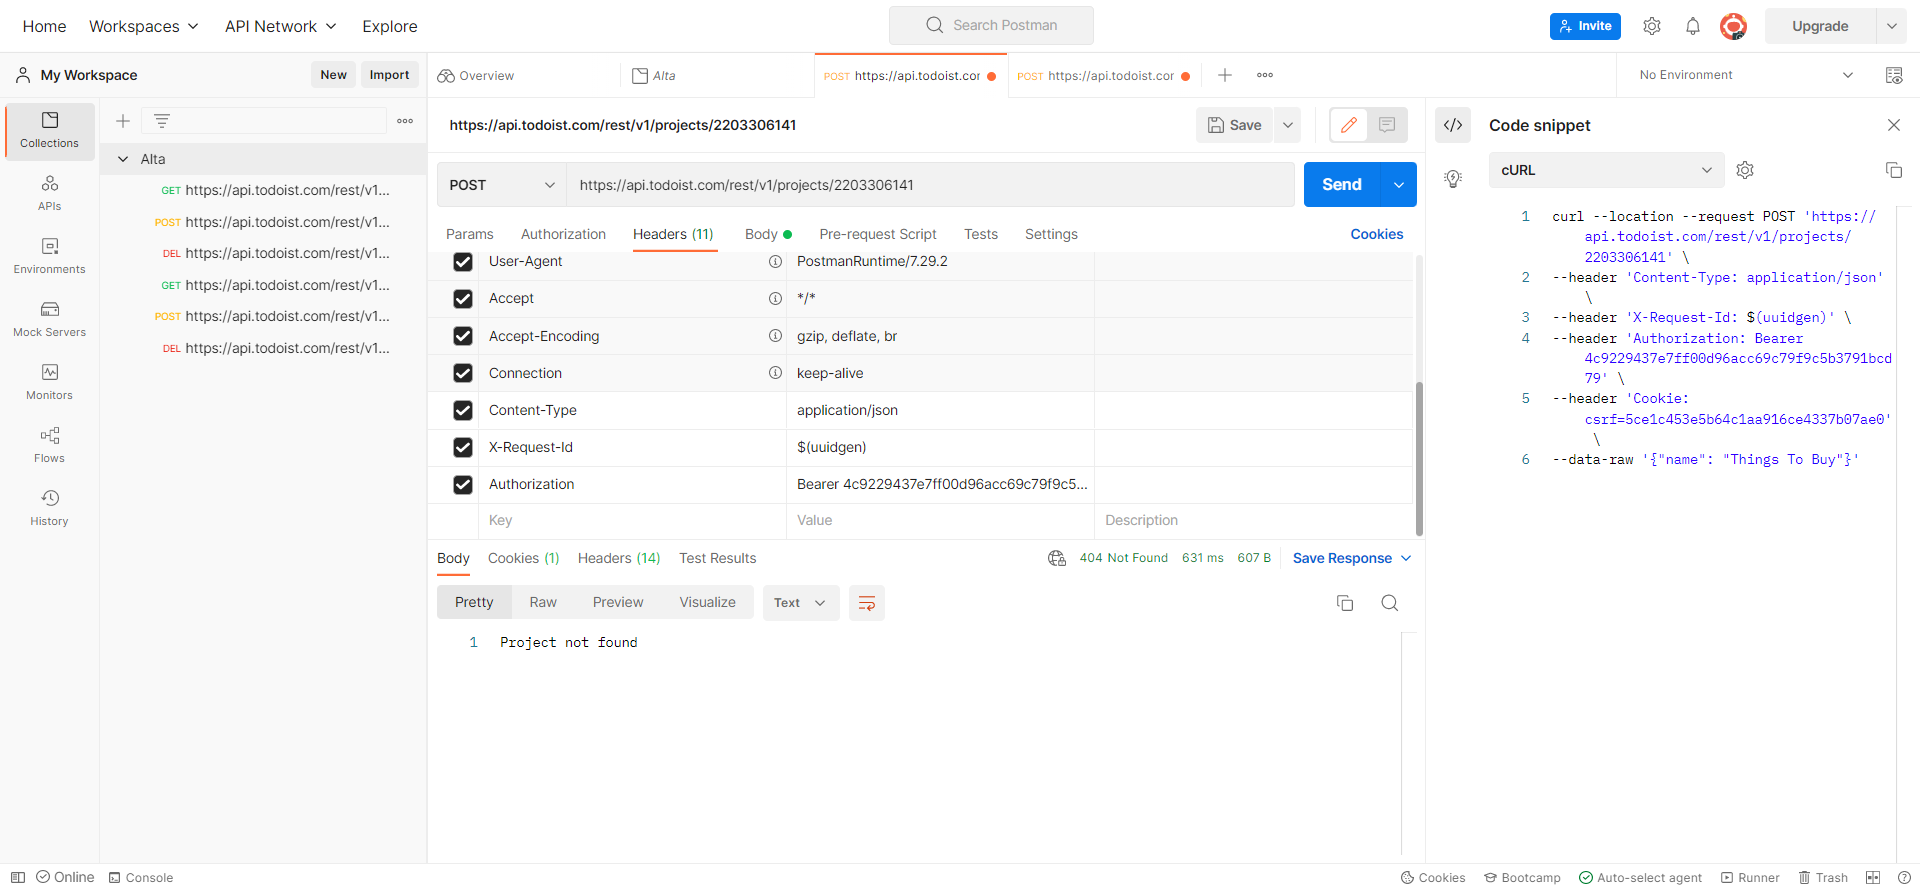 Home
Workspaces
API Network
Explore
Search Postman
Invite
Upgrade
My Workspace
New
Import
Overview
Alta
POST https://api.todoist.cor
POST https://api.todoist.cor
No Environment
Collections
APIs
Environments
Mock Servers
Monitors
Flows
History
Alta
GET https://api.todoist.com/rest/v1...
POST https://api.todoist.com/rest/v1...
DEL https://api.todoist.com/rest/v1...
GET https://api.todoist.com/rest/v1...
POST https://api.todoist.com/rest/v1...
DEL https://api.todoist.com/rest/v1...
https://api.todoist.com/rest/v1/projects/2203306141
Save
POST
https://api.todoist.com/rest/v1/projects/2203306141
Send
Params
Authorization
Headers (11)
Body
Pre-request Script
Tests
Settings
Cookies
User-Agent
PostmanRuntime/7.29.2
Accept
*/*
Accept-Encoding
gzip, deflate, br
Connection
keep-alive
Content-Type
application/json
X-Request-Id
$(uuidgen)
Authorization
Bearer 4c9229437e7ff00d96acc69c79f9c5...
Key
Value
Description
Body
Cookies (1)
Headers (14)
Test Results
404 Not Found
631 ms
607 B
Save Response
Pretty
Raw
Preview
Visualize
Text
1 Project not found
</> Code snippet
cURL
1 curl --location --request POST 'https://
api.todoist.com/rest/v1/projects/
2203306141' \
2 --header 'Content-Type: application/json'
\
3 --header 'X-Request-Id: $(uuidgen)' \
4 --header 'Authorization: Bearer
4c9229437e7ff00d96acc69c79f9c5b3791bcd
79' \
5 --header 'Cookie:
csrf=5ce1c453e5b64c1aa916ce4337b07ae0'
\
6 --data-raw '{"name": "Things To Buy"}'
Online
Console
Cookies
Bootcamp
Auto-select agent
Runner
Trash